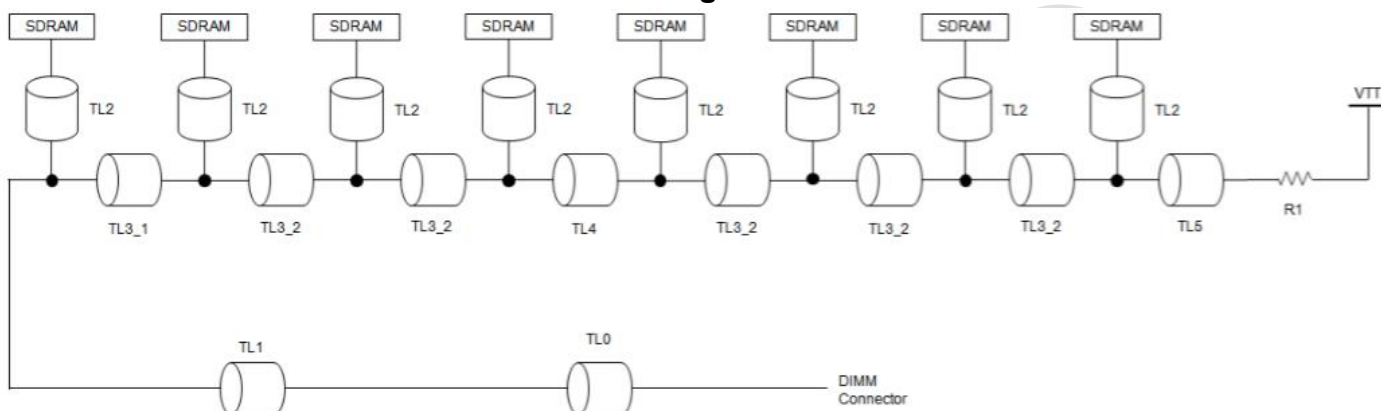 SDRAM SDRAM SDRAM SDRAM SDRAM SDRAM SDRAM SDRAM
TL2 TL2 TL2 TL2 TL2 TL2 TL2 TL2
VTT
TL3_1 TL3_2 TL3_2 TL4 TL3_2 TL3_2 TL3_2 TL5 R1
TL1 TL0
DIMM
Connector